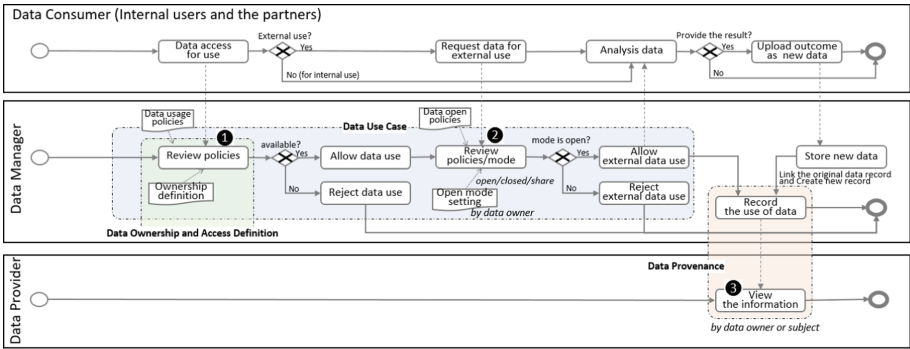 Data Consumer (Internal users and the partners)
External use?
Provide the result?
Data access
for use
Yes
Request data for
external use
Analysis data
Yes
Upload outcome
as new data
No (for internal use)
No
Data Manager
Data usage
policies
Data open
policies
1
Data Use Case
2
available?
mode is open?
Review policies
Yes
Allow data use
Review
policies/mode
Yes
Allow
external data use
Store new data
open/closed/share
Link the original data record
and Create new record
Ownership
definition
No
Reject data use
Open mode
setting
No
Reject
external data use
by data owner
Record
the use of data
Data Ownership and Access Definition
Data Provider
Data Provenance
3
View
the information
by data owner or subject